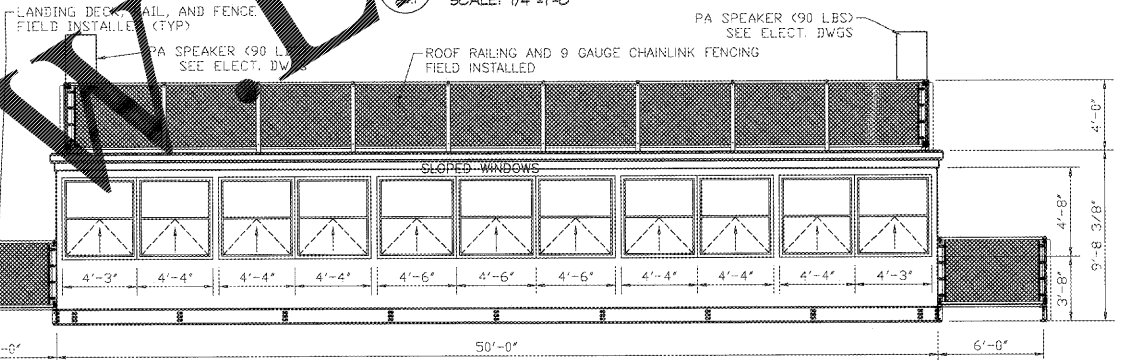 LANDING DECK, RAIL, AND FENCE
FIELD INSTALLED (TYP)
SCALE: 1/4"=1'-0"
PA SPEAKER (90 LBS)
SEE ELECT. DWGS
PA SPEAKER (90 LBS)
SEE ELECT. DWGS
ROOF RAILING AND 9 GAUGE CHAINLINK FENCING
FIELD INSTALLED
4'-0"
SLOPED WINDOWS
4'-8"
9'-8 3/8"
3'-8"
4'-3" 4'-4" 4'-4" 4'-4" 4'-6" 4'-6" 4'-6" 4'-4" 4'-4" 4'-4" 4'-3"
-0" 50'-0" 6'-0"